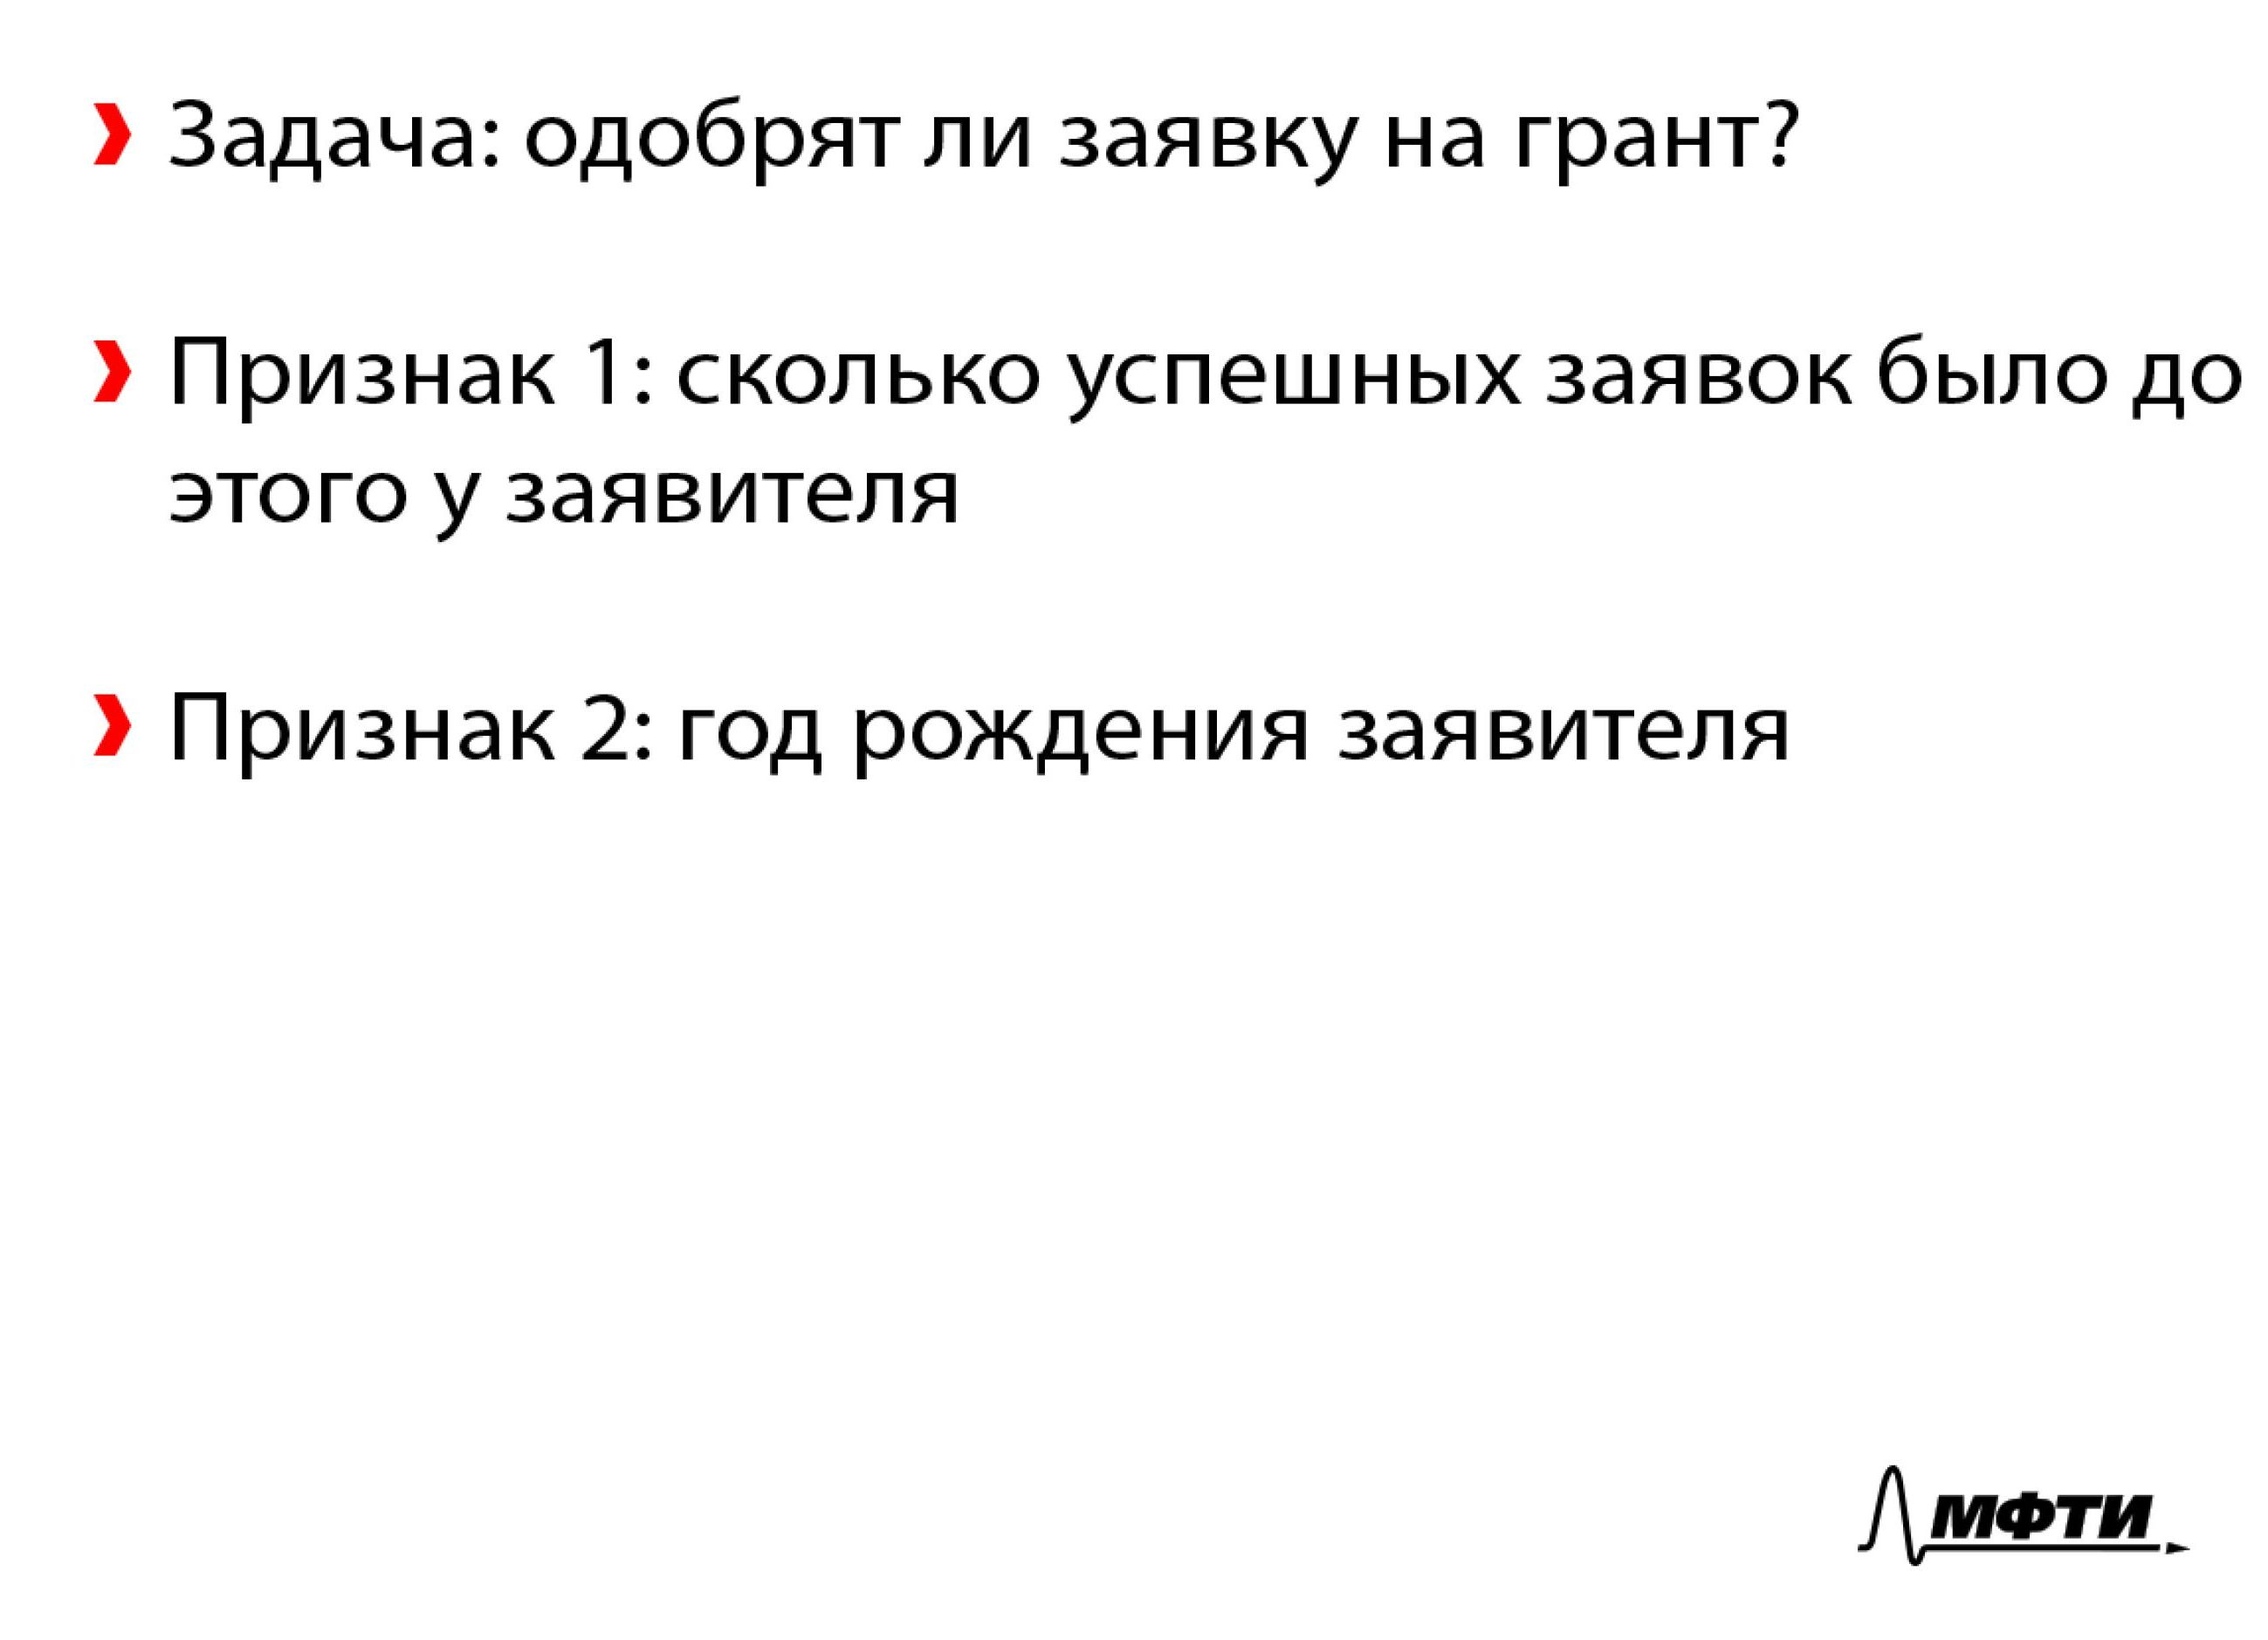 Задача: одобрят ли заявку на грант?
Признак 1: сколько успешных заявок было до
этого у заявителя
Признак 2: год рождения заявителя
МФТИ